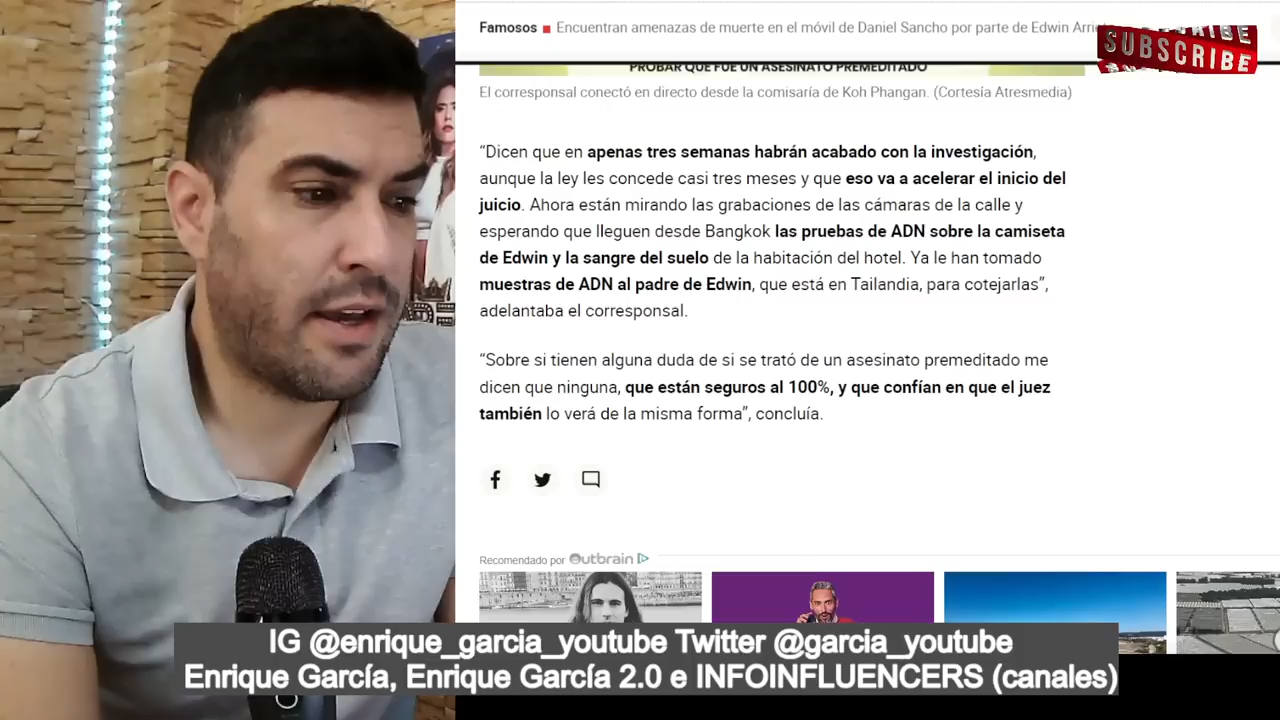 Famosos Encuentran amenazas de muerte en el móvil de Daniel Sancho por parte de Edwin
SUBSCRIBE
PROBAR QUE FUE UN ASESINATO PREMEDITADO
El corresponsal conectó en directo desde la comisaría de Koh Phangan. (Cortesía Atresmedia)
“Dicen que en apenas tres semanas habrán acabado con la investigación,
aunque la ley les concede casi tres meses y que eso va a acelerar el inicio del
juicio. Ahora están mirando las grabaciones de las cámaras de la calle y
esperando que lleguen desde Bangkok las pruebas de ADN sobre la camiseta
de Edwin y la sangre del suelo de la habitación del hotel. Ya le han tomado
muestras de ADN al padre de Edwin, que está en Tailandia, para cotejarlas”,
adelantaba el corresponsal.
“Sobre si tienen alguna duda de si se trató de un asesinato premeditado me
dicen que ninguna, que están seguros al 100%, y que confían en que el juez
también lo verá de la misma forma”, concluía.
Recomendado por Outbrain
IG @enrique_garcia_youtube Twitter @garcia_youtube
Enrique García, Enrique García 2.0 e INFOINFLUENCERS (canales)